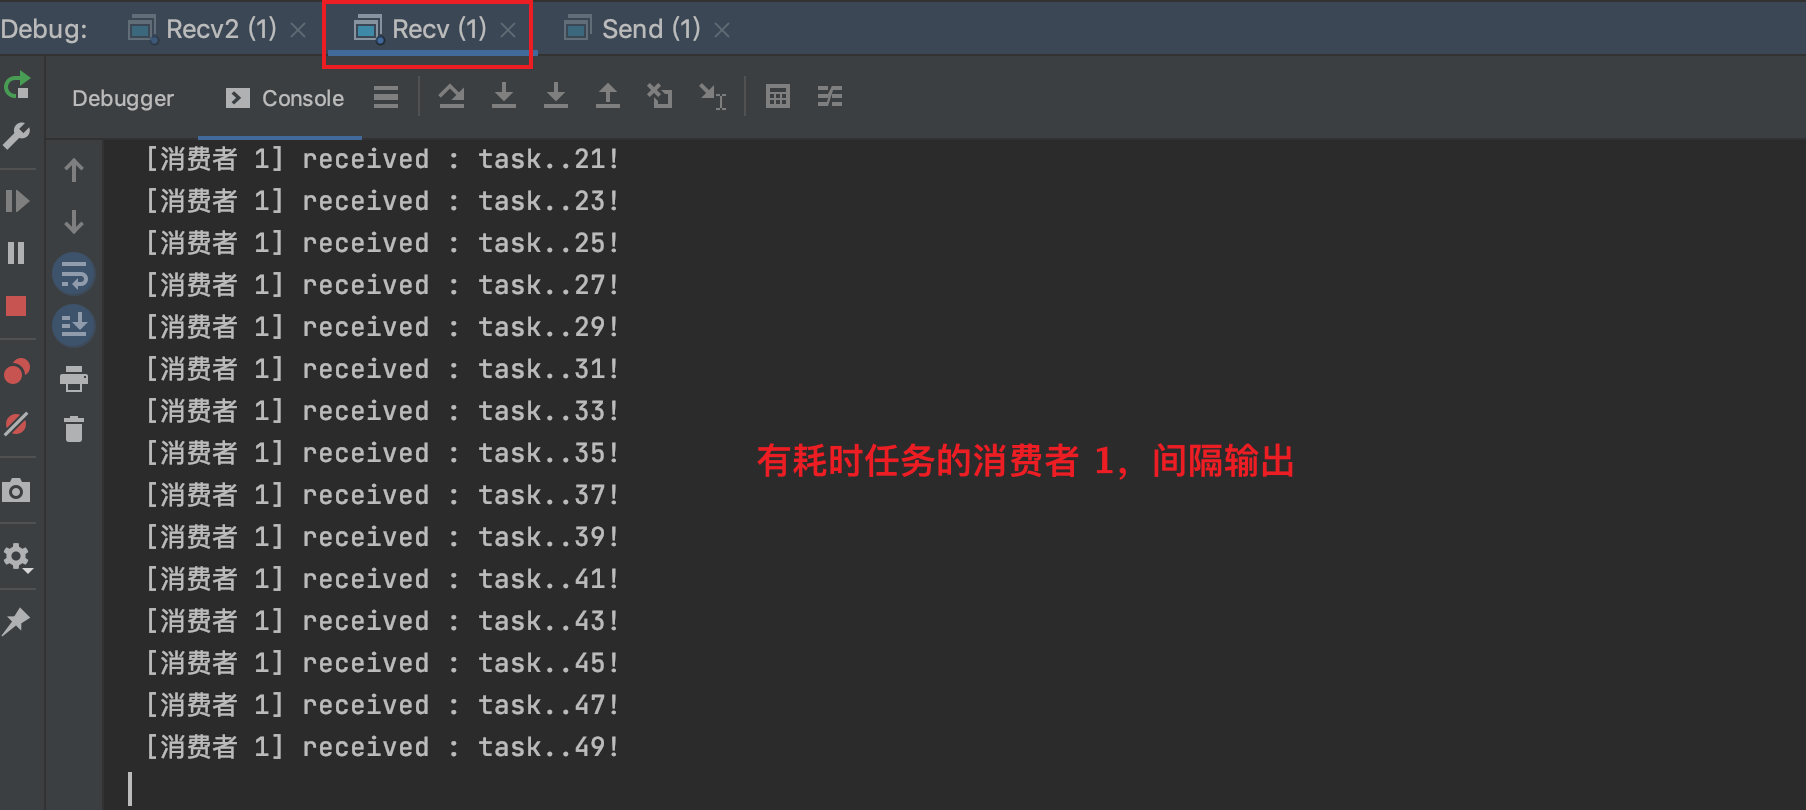 Debug: Recv2 (1) Recv (1) Send (1)
Debugger Console
[消费者 1] received : task..21!
[消费者 1] received : task..23!
[消费者 1] received : task..25!
[消费者 1] received : task..27!
[消费者 1] received : task..29!
[消费者 1] received : task..31!
[消费者 1] received : task..33!
[消费者 1] received : task..35!
有耗时任务的消费者 1，间隔输出
[消费者 1] received : task..37!
[消费者 1] received : task..39!
[消费者 1] received : task..41!
[消费者 1] received : task..43!
[消费者 1] received : task..45!
[消费者 1] received : task..47!
[消费者 1] received : task..49!